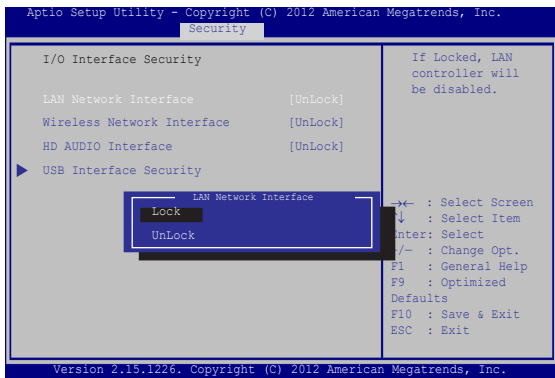 Aptio Setup Utility - Copyright (C) 2012 American Megatrends, Inc.
Security
I/O Interface Security
LAN Network Interface [UnLock]
Wireless Network Interface [UnLock]
HD AUDIO Interface [UnLock]
USB Interface Security
LAN Network Interface
Lock
UnLock
If Locked, LAN
controller will
be disabled.
→← : Select Screen
↑↓ : Select Item
Enter: Select
+/— : Change Opt.
F1 : General Help
F9 : Optimized
Defaults
F10 : Save & Exit
ESC : Exit
Version 2.15.1226. Copyright (C) 2012 American Megatrends, Inc.